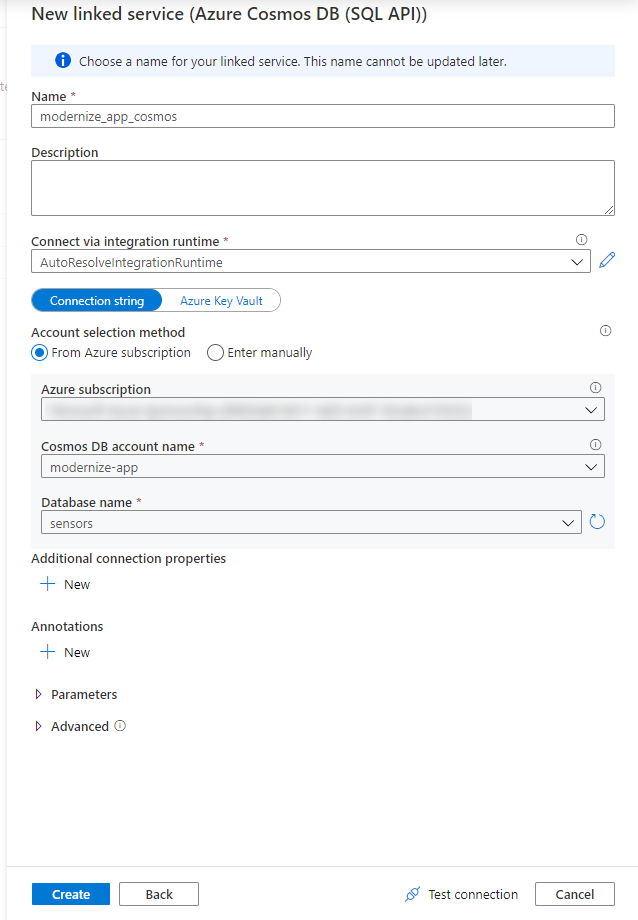 New linked service (Azure Cosmos DB (SQL API))
Choose a name for your linked service. This name cannot be updated later.
Name *
modernize_app_cosmos
Description
Connect via integration runtime *
AutoResolveIntegrationRuntime
Connection string
Azure Key Vault
Account selection method
From Azure subscription
Enter manually
Azure subscription
Cosmos DB account name *
modernize-app
Database name *
sensors
Additional connection properties
New
Annotations
New
Parameters
Advanced
Create
Back
Test connection
Cancel